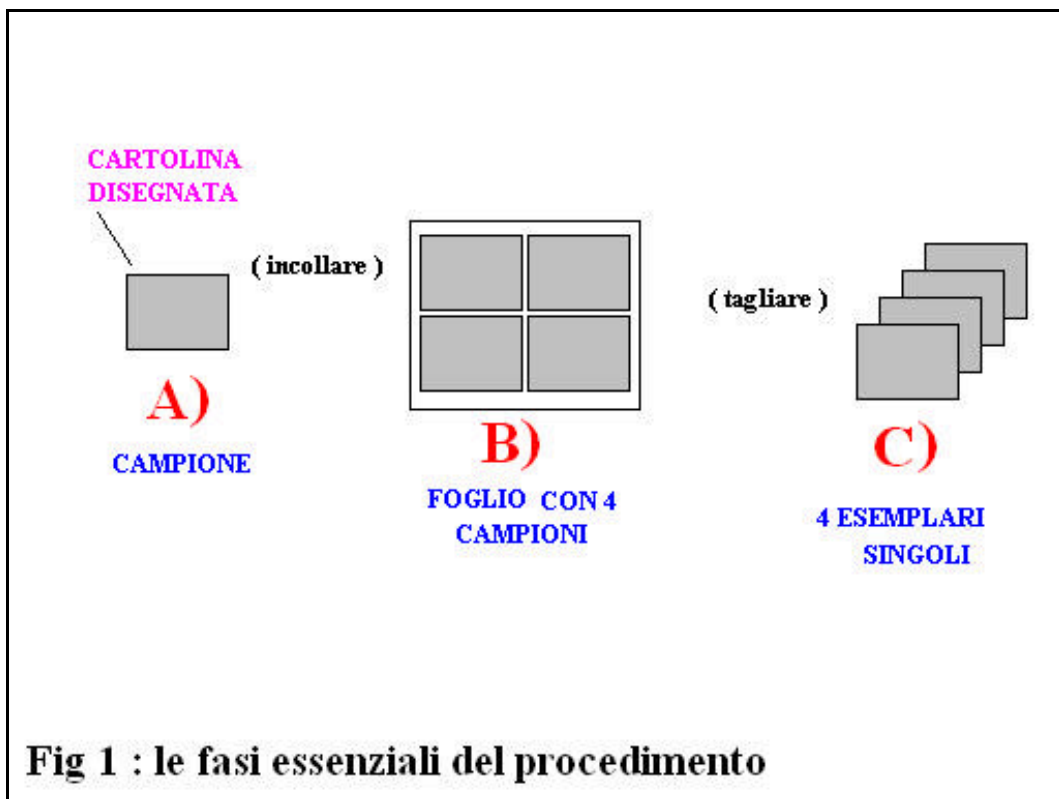 CARTOLINA
DISEGNATA
( incollare )
( tagliare )
A)
B)
C)
CAMPIONE
FOGLIO CON 4
CAMPIONI
4 ESEMPLARI
SINGOLI
Fig 1 : le fasi essenziali del procedimento